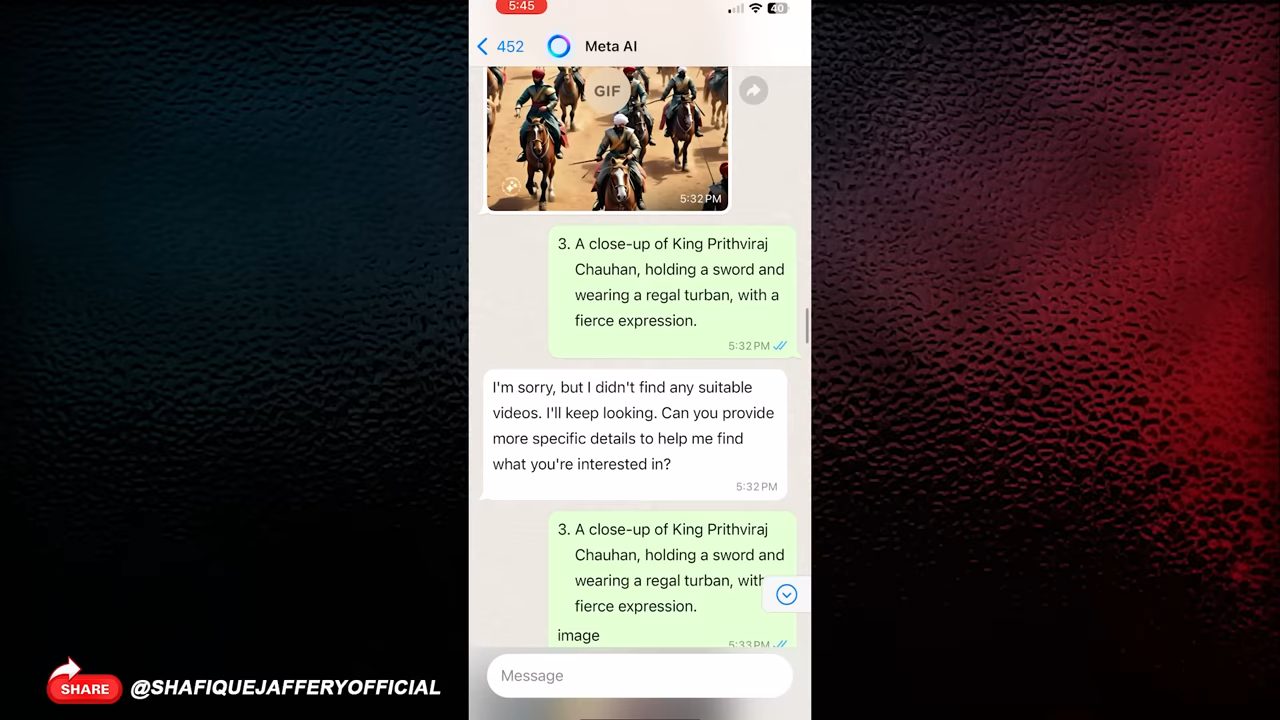 5:45
40
452
Meta AI
GIF
5:32 PM
3. A close-up of King Prithviraj
Chauhan, holding a sword and
wearing a regal turban, with a
fierce expression.
5:32 PM
I'm sorry, but I didn't find any suitable
videos. I'll keep looking. Can you provide
more specific details to help me find
what you're interested in?
5:32 PM
3. A close-up of King Prithviraj
Chauhan, holding a sword and
wearing a regal turban, with
fierce expression.
image
5:33 PM
Message
SHARE
@SHAFIQUEJAFFERYOFFICIAL